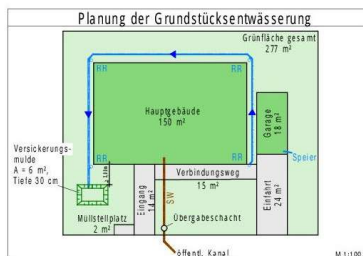 Planung der Grundstücksentwässerung
Grünfläche gesamt
277 m²
RR
RR
Hauptgebäude
150 m²
Garage
18 m²
RR
RR
Speier
Versickerungs-
mulde
A = 6 m²,
Tiefe 30 cm
Verbindungsweg
15 m²
Eingang
14 m²
SW
Einfahrt
24 m²
Müllstellplatz
2 m²
Übergabeschacht
öffentl. Kanal
M 1:100